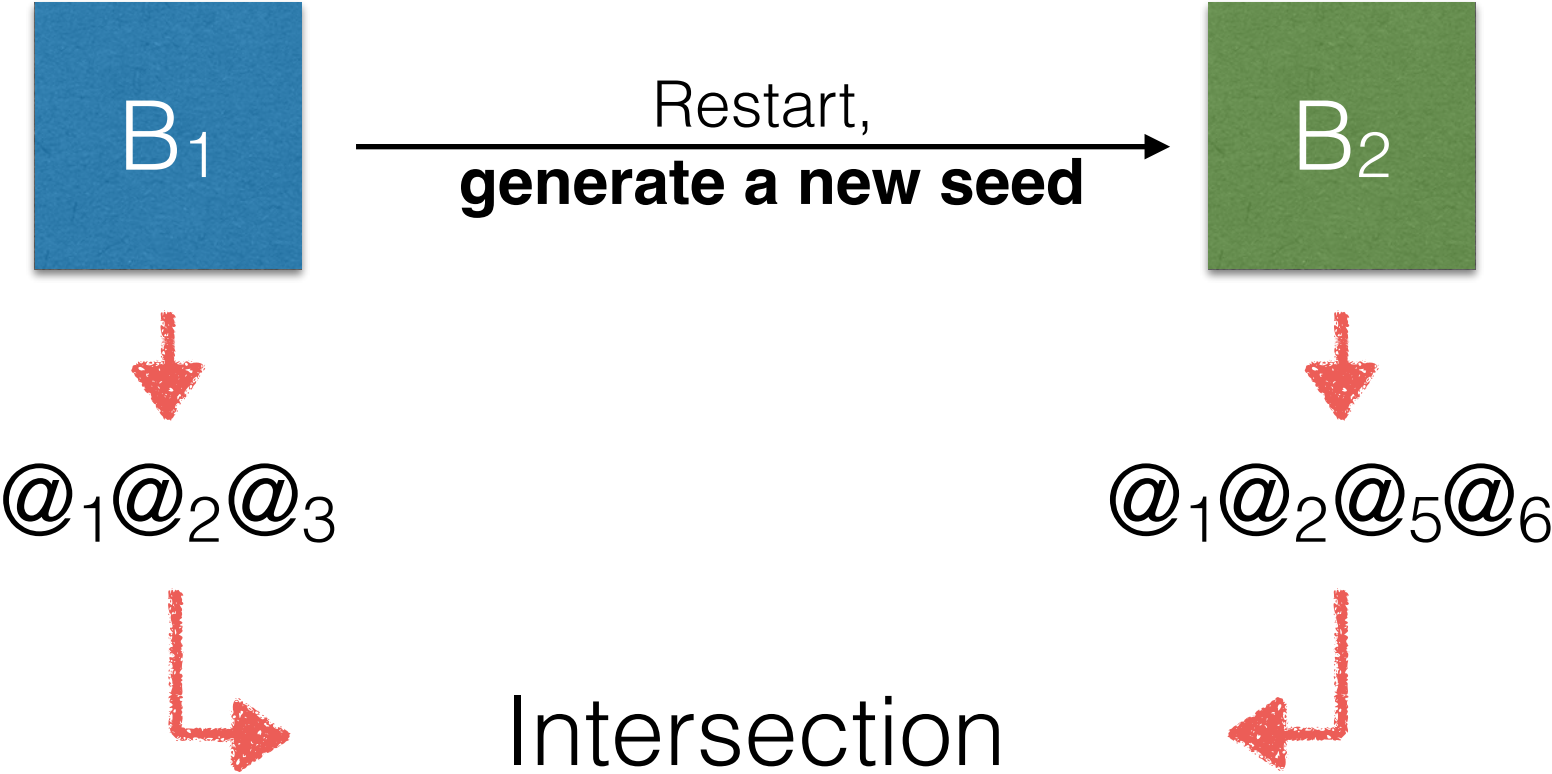 B₁
Restart,
generate a new seed
B₂
@₁@₂@₃
@₁@₂@₅@₆
Intersection